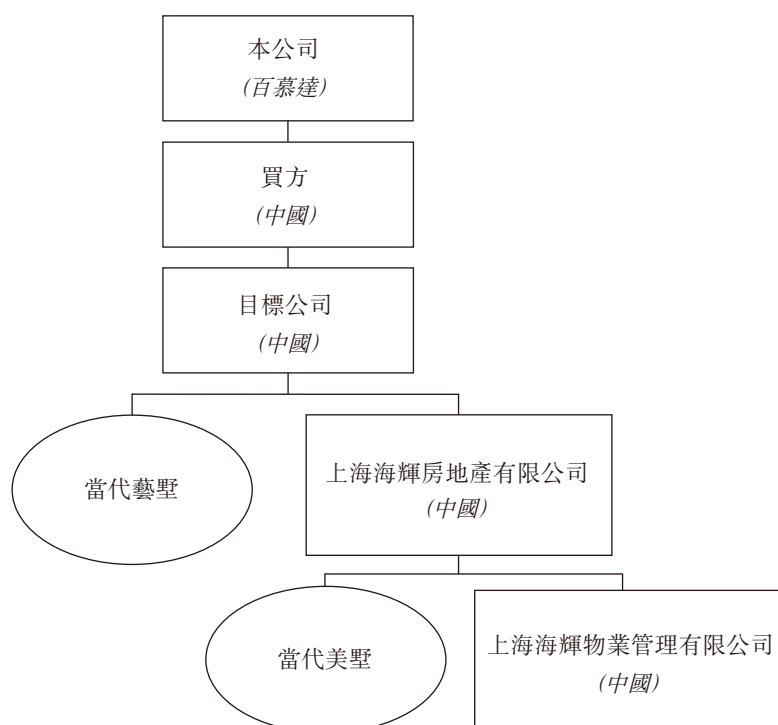 本公司
(百慕達)
買方
(中國)
目標公司
(中國)
當代藝墅
上海海輝房地產有限公司
(中國)
當代美墅
上海海輝物業管理有限公司
(中國)